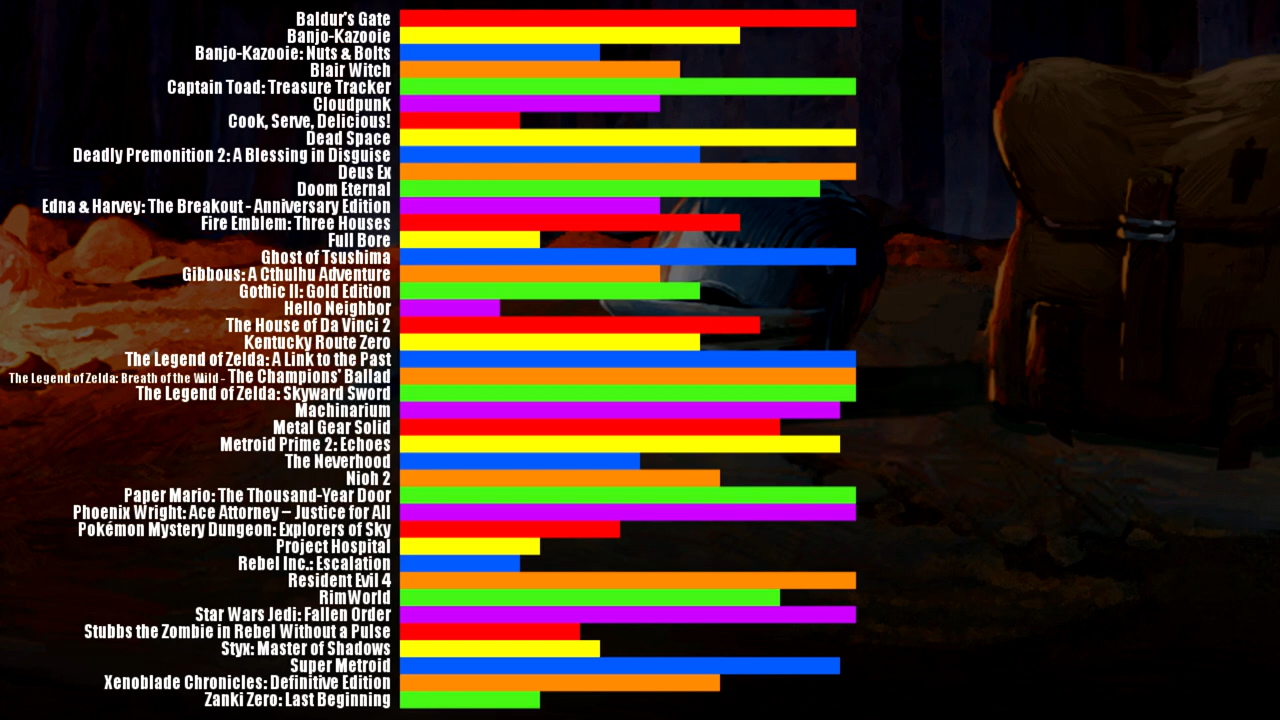 Baldur's Gate
Banjo-Kazooie
Banjo-Kazooie: Nuts & Bolts
Blair Witch
Captain Toad: Treasure Tracker
Cloudpunk
Cook, Serve, Delicious!
Dead Space
Deadly Premonition 2: A Blessing in Disguise
Deus Ex
Doom Eternal
Edna & Harvey: The Breakout - Anniversary Edition
Fire Emblem: Three Houses
Full Bore
Ghost of Tsushima
Gibbous: A Cthulhu Adventure
Gothic II: Gold Edition
Hello Neighbor
The House of Da Vinci 2
Kentucky Route Zero
The Legend of Zelda: A Link to the Past
The Legend of Zelda: Breath of the Wild - The Champions' Ballad
The Legend of Zelda: Skyward Sword
Machinarium
Metal Gear Solid
Metroid Prime 2: Echoes
The Neverhood
Nioh 2
Paper Mario: The Thousand-Year Door
Phoenix Wright: Ace Attorney – Justice for All
Pokémon Mystery Dungeon: Explorers of Sky
Project Hospital
Rebel Inc.: Escalation
Resident Evil 4
RimWorld
Star Wars Jedi: Fallen Order
Stubbs the Zombie in Rebel Without a Pulse
Styx: Master of Shadows
Super Metroid
Xenoblade Chronicles: Definitive Edition
Zanki Zero: Last Beginning